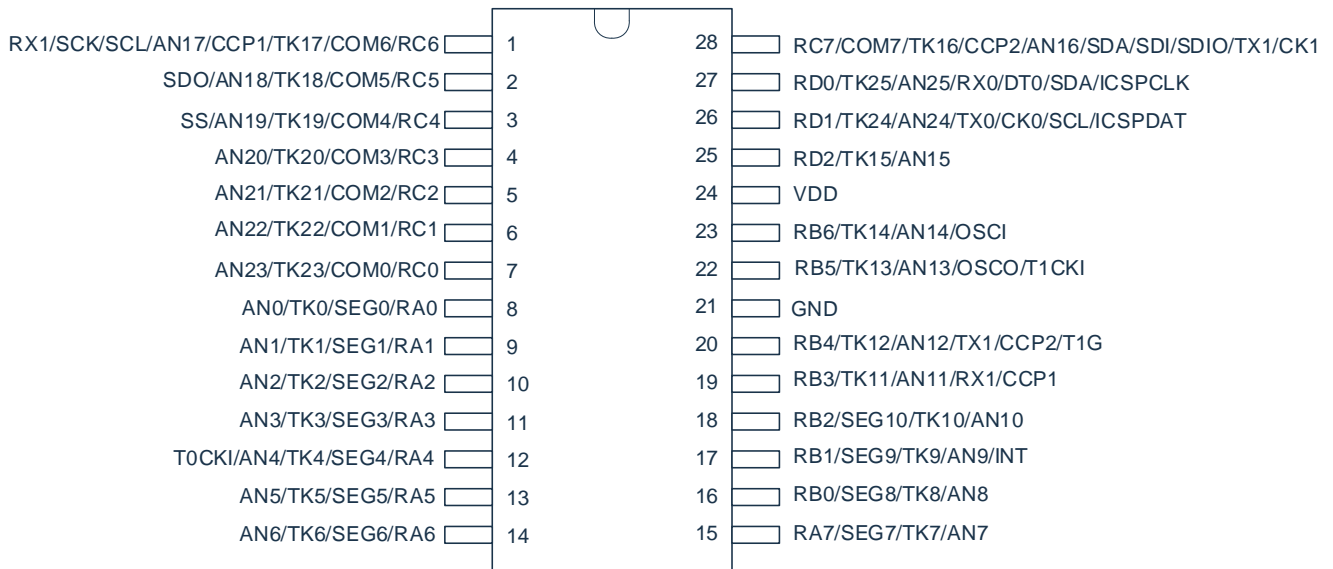 RX1/SCK/SCL/AN17/CCP1/TK17/COM6/RC6 1 28 RC7/COM7/TK16/CCP2/AN16/SDA/SDI/SDIO/TX1/CK1
SDO/AN18/TK18/COM5/RC5 2 27 RD0/TK25/AN25/RX0/DT0/SDA/ICSPCLK
SS/AN19/TK19/COM4/RC4 3 26 RD1/TK24/AN24/TX0/CK0/SCL/ICSPDAT
AN20/TK20/COM3/RC3 4 25 RD2/TK15/AN15
AN21/TK21/COM2/RC2 5 24 VDD
AN22/TK22/COM1/RC1 6 23 RB6/TK14/AN14/OSCI
AN23/TK23/COM0/RC0 7 22 RB5/TK13/AN13/OSCO/T1CKI
AN0/TK0/SEG0/RA0 8 21 GND
AN1/TK1/SEG1/RA1 9 20 RB4/TK12/AN12/TX1/CCP2/T1G
AN2/TK2/SEG2/RA2 10 19 RB3/TK11/AN11/RX1/CCP1
AN3/TK3/SEG3/RA3 11 18 RB2/SEG10/TK10/AN10
T0CKI/AN4/TK4/SEG4/RA4 12 17 RB1/SEG9/TK9/AN9/INT
AN5/TK5/SEG5/RA5 13 16 RB0/SEG8/TK8/AN8
AN6/TK6/SEG6/RA6 14 15 RA7/SEG7/TK7/AN7